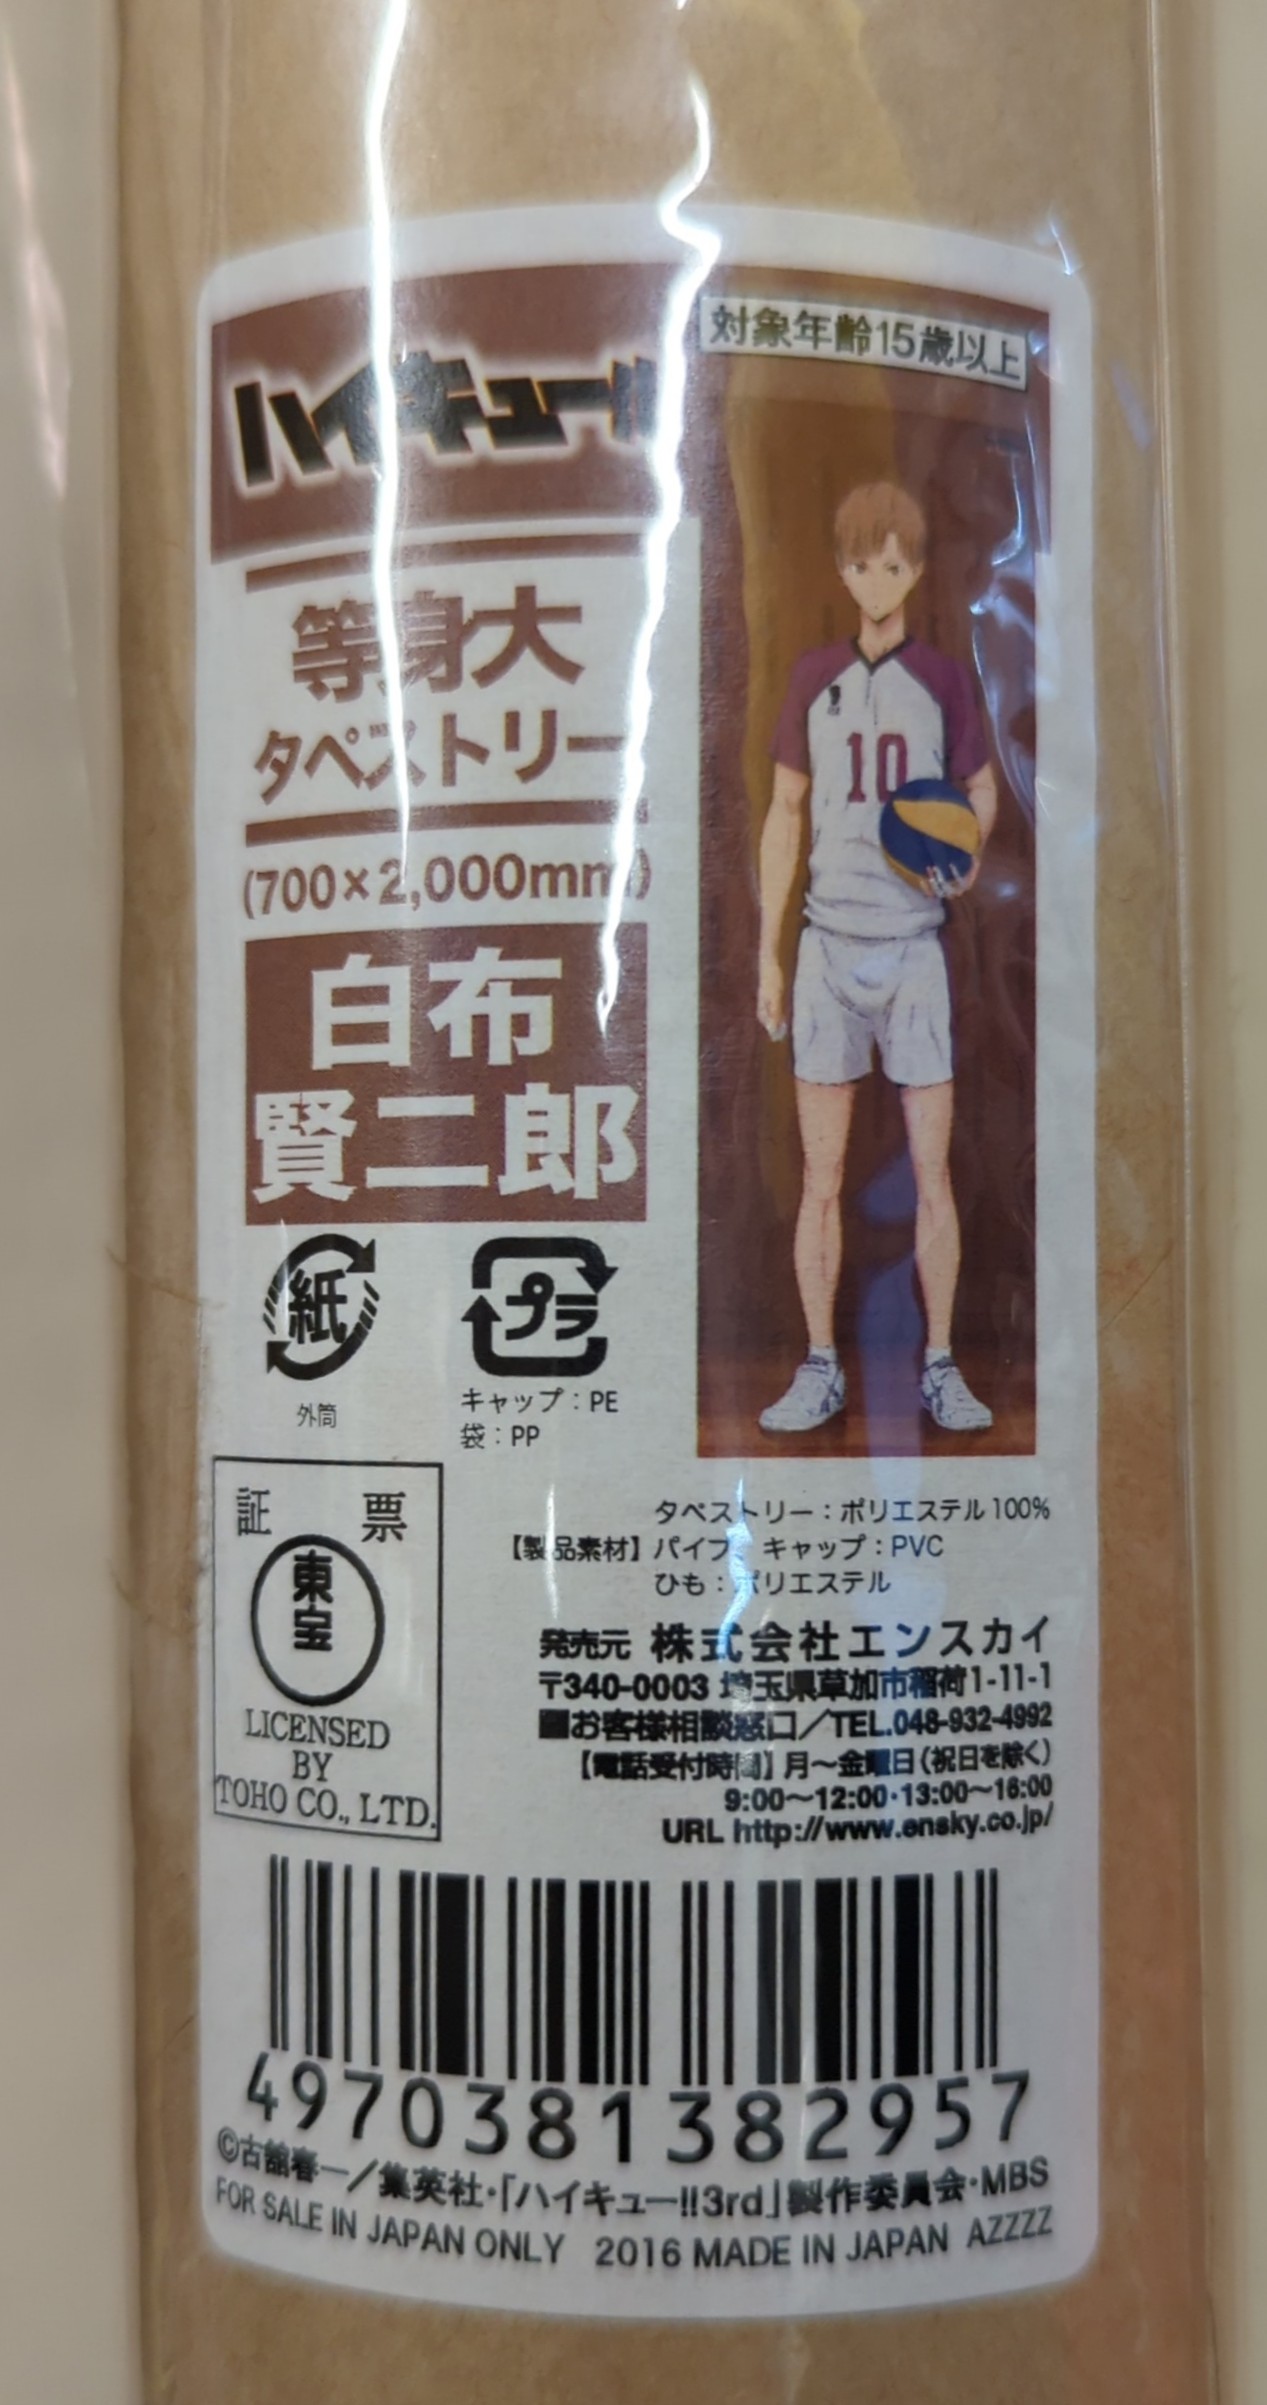 対象年齢15歳以上
ハイキュー!!
等身大
タペストリー
(700×2,000mm)
白布
賢二郎
10
紙
プラ
外筒
キャップ：PE
袋：PP
証 票
東宝
LICENSED
BY
TOHO CO., LTD.
タペストリー：ポリエステル100%
【製品素材】パイプ、キャップ：PVC
ひも：ポリエステル
発売元 株式会社エンスカイ
〒340-0003 埼玉県草加市稲荷1-11-1
■お客様相談窓口／TEL.048-932-4992
【電話受付時間】月～金曜日(祝日を除く)
9:00～12:00・13:00～16:00
URL http://www.ensky.co.jp/
4970381382957
©古舘春一／集英社・「ハイキュー!!3rd」製作委員会・MBS
FOR SALE IN JAPAN ONLY 2016 MADE IN JAPAN AZZZZ